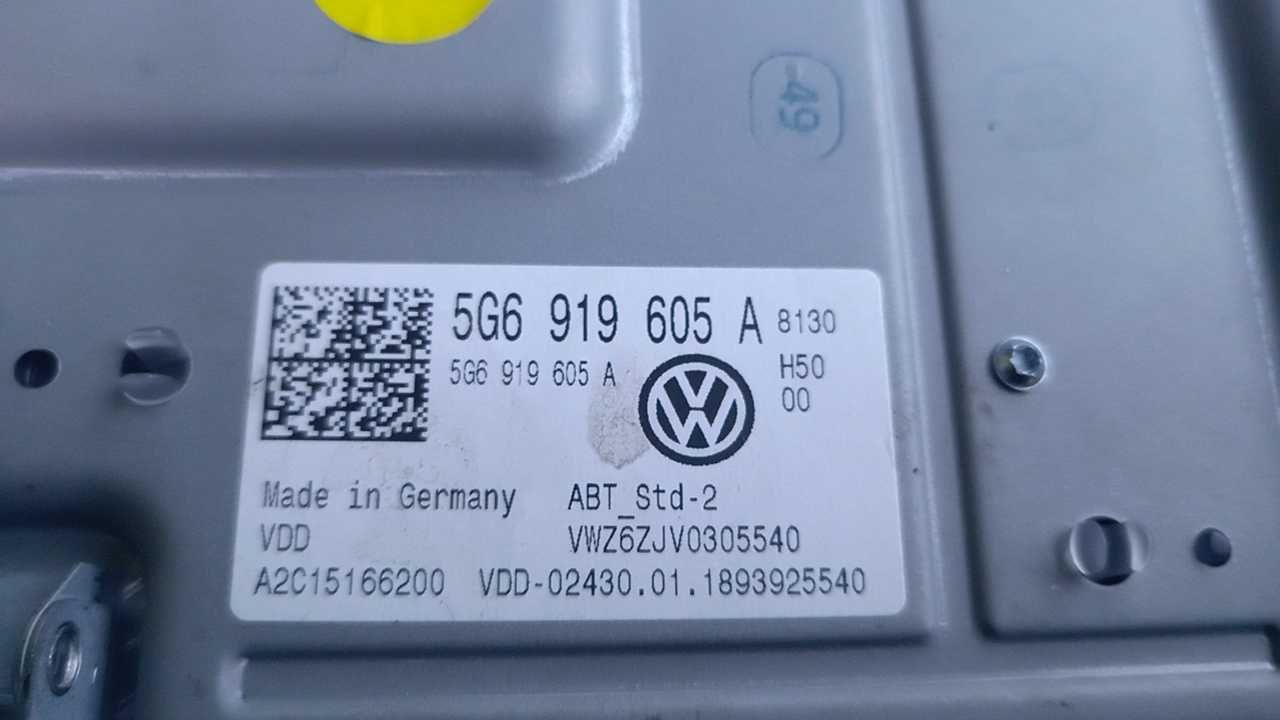 -49
5G6 919 605 A 8130
5G6 919 605 A H50
00
Made in Germany ABT_Std-2
VDD VWZ6ZJV0305540
A2C15166200 VDD-02430.01.1893925540